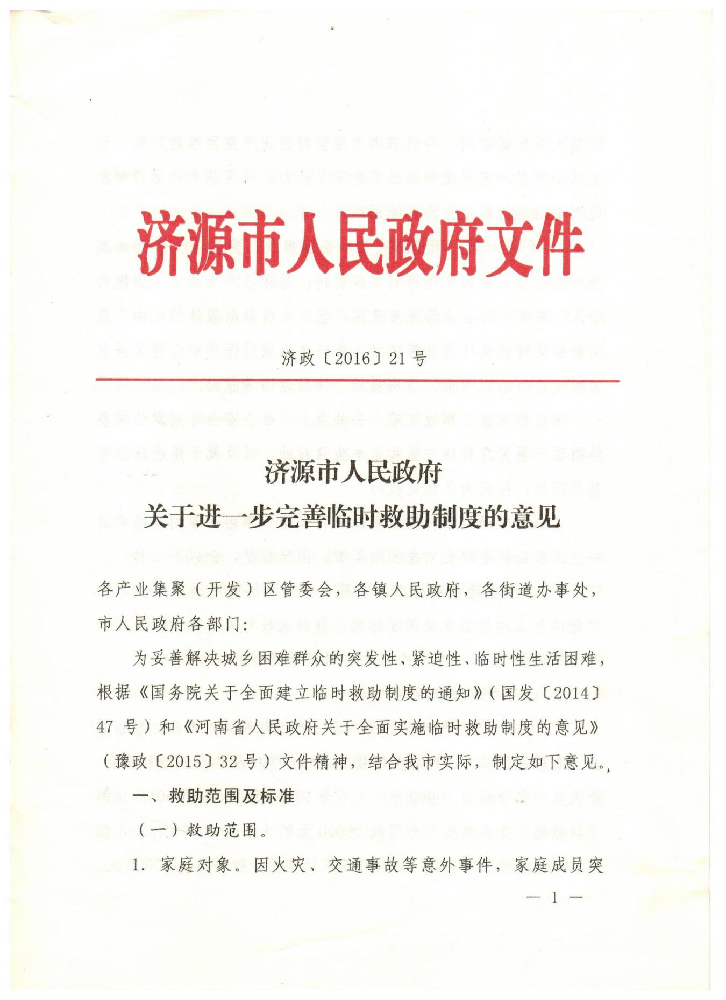 济源市人民政府文件
济政〔2016〕21号
济源市人民政府
关于进一步完善临时救助制度的意见
各产业集聚（开发）区管委会，各镇人民政府，各街道办事处，
市人民政府各部门：
为妥善解决城乡困难群众的突发性、紧迫性、临时性生活困难，
根据《国务院关于全面建立临时救助制度的通知》（国发〔2014〕
47号）和《河南省人民政府关于全面实施临时救助制度的意见》
（豫政〔2015〕32号）文件精神，结合我市实际，制定如下意见。
一、救助范围及标准
（一）救助范围。
1. 家庭对象。因火灾、交通事故等意外事件，家庭成员突
— 1 —